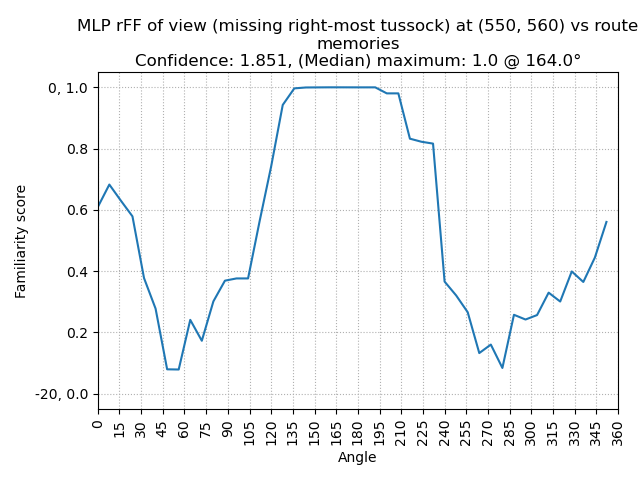 MLP rFF of view (missing right-most tussock) at (550, 560) vs route
memories
Confidence: 1.851, (Median) maximum: 1.0 @ 164.0°
0, 1.0
0.8
0.6
0.4
0.2
-20, 0.0
Familiarity score
0 15 30 45 60 75 90 105 120 135 150 165 180 195 210 225 240 255 270 285 300 315 330 345 360
Angle